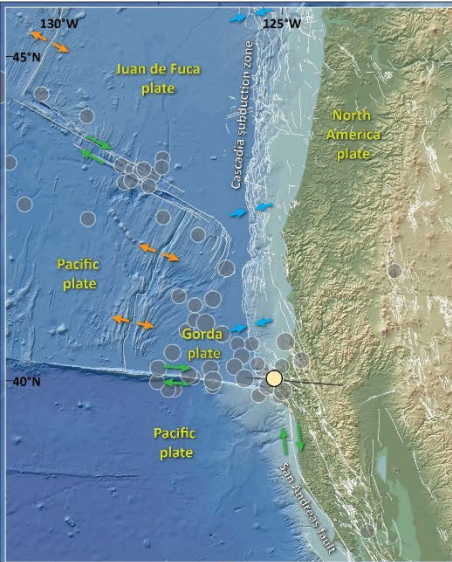 130°W
125°W
45°N
Juan de Fuca
plate
Cascadia subduction zone
North
America
plate
Pacific
plate
Gorda
plate
40°N
Pacific
plate
San Andreas fault